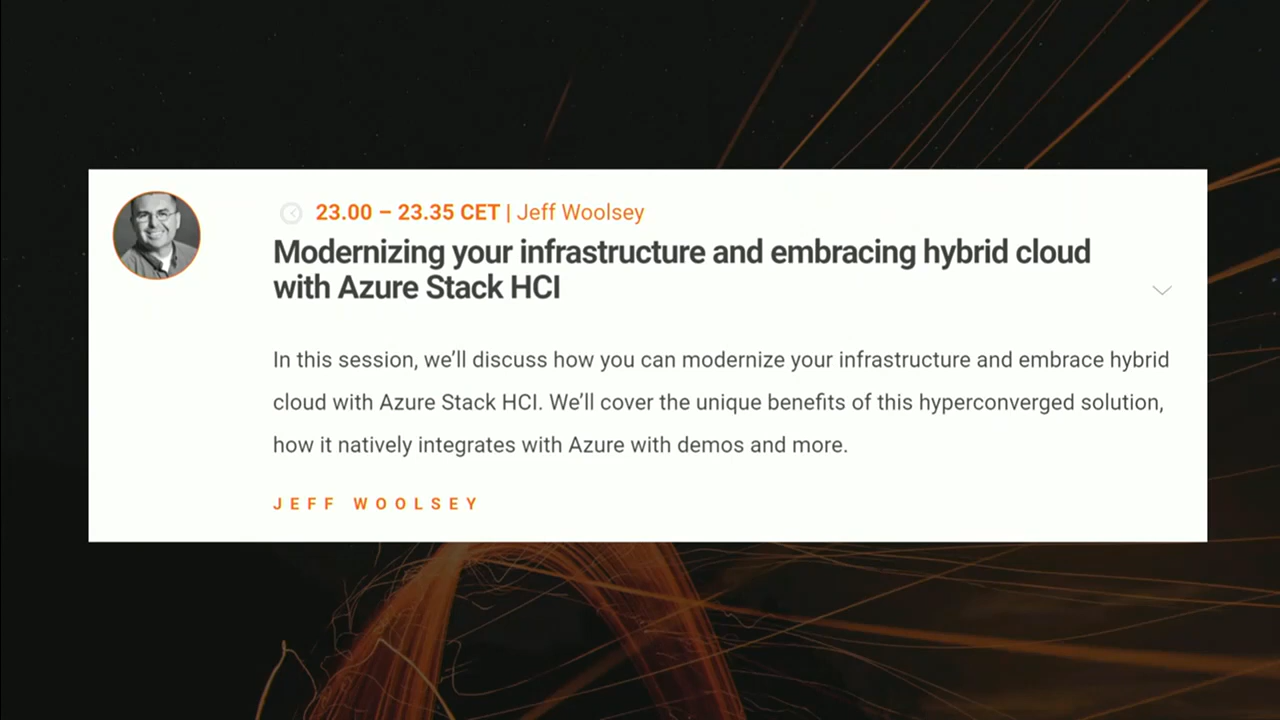 23.00 – 23.35 CET | Jeff Woolsey
Modernizing your infrastructure and embracing hybrid cloud
with Azure Stack HCI
In this session, we’ll discuss how you can modernize your infrastructure and embrace hybrid
cloud with Azure Stack HCI. We’ll cover the unique benefits of this hyperconverged solution,
how it natively integrates with Azure with demos and more.
JEFF WOOLSEY